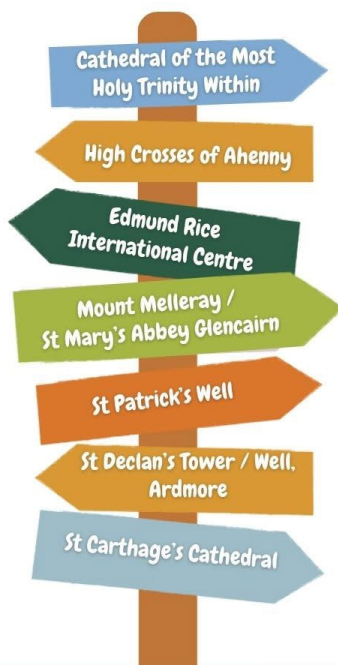 Cathedral of the Most
Holy Trinity Within
High Crosses of Ahenny
Edmund Rice
International Centre
Mount Melleray /
St Mary's Abbey Glencairn
St Patrick's Well
St Declan's Tower / Well,
Ardmore
St Carthage's Cathedral